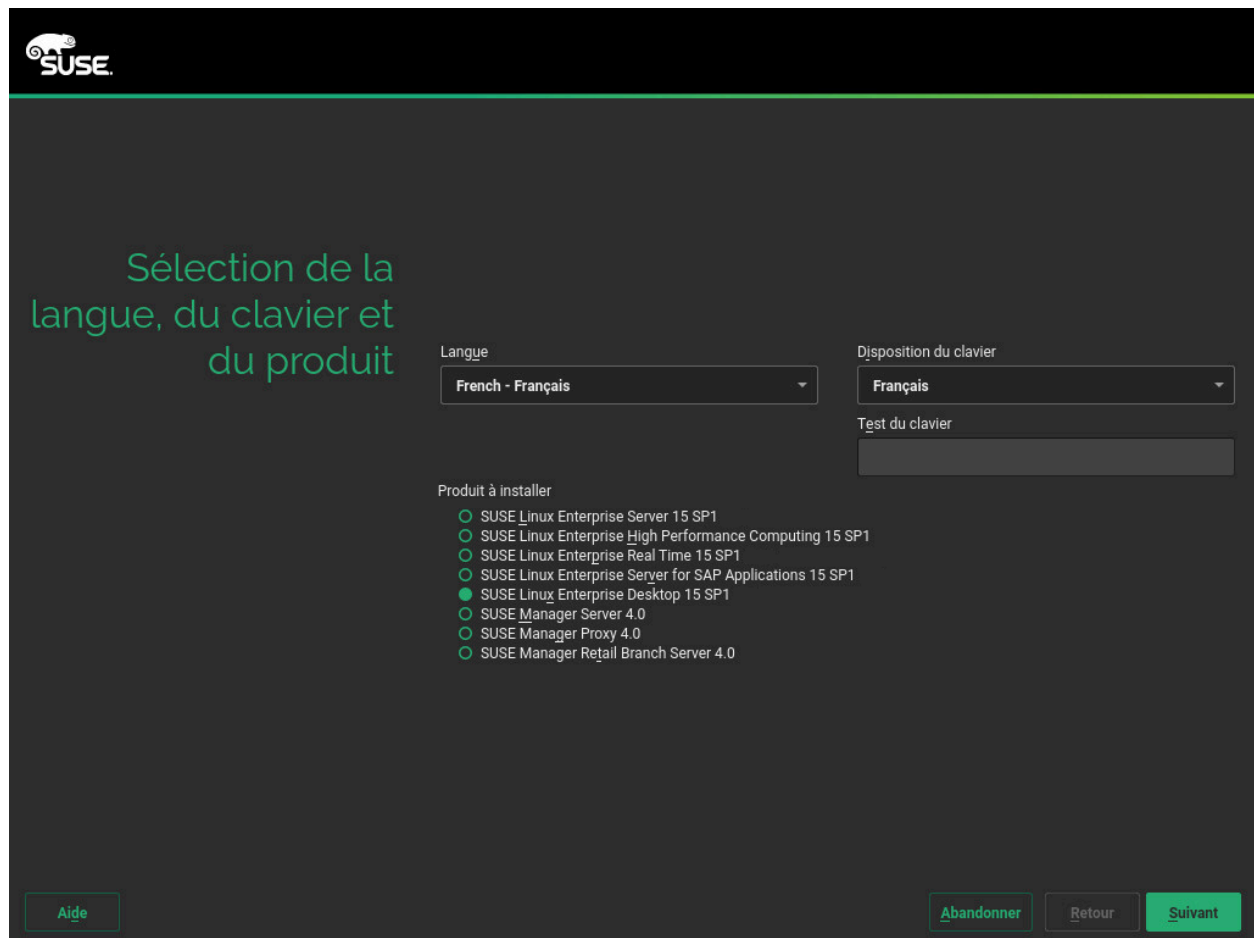 SUSE.
Sélection de la
langue, du clavier et
du produit
Langue
French - Français
Disposition du clavier
Français
Test du clavier
Produit à installer
SUSE Linux Enterprise Server 15 SP1
SUSE Linux Enterprise High Performance Computing 15 SP1
SUSE Linux Enterprise Real Time 15 SP1
SUSE Linux Enterprise Server for SAP Applications 15 SP1
SUSE Linux Enterprise Desktop 15 SP1
SUSE Manager Server 4.0
SUSE Manager Proxy 4.0
SUSE Manager Retail Branch Server 4.0
Aide
Abandonner
Retour
Suivant